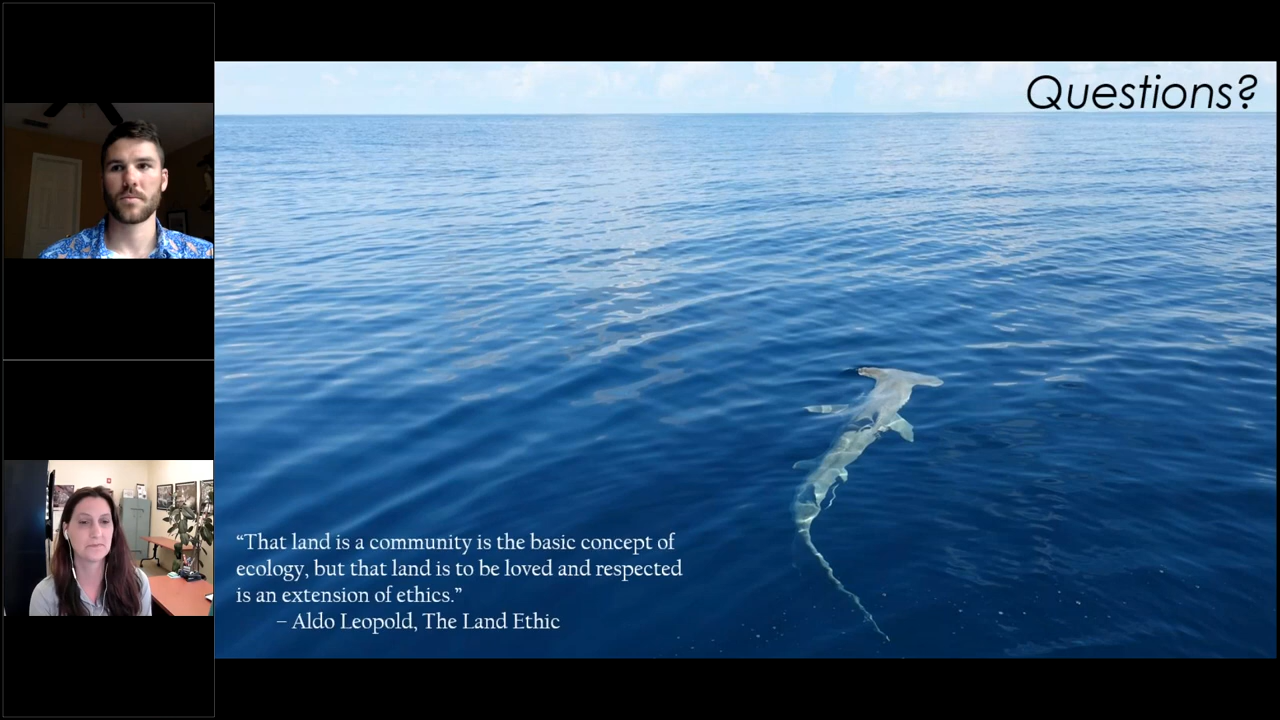 Questions?
“That land is a community is the basic concept of
ecology, but that land is to be loved and respected
is an extension of ethics.”
– Aldo Leopold, The Land Ethic